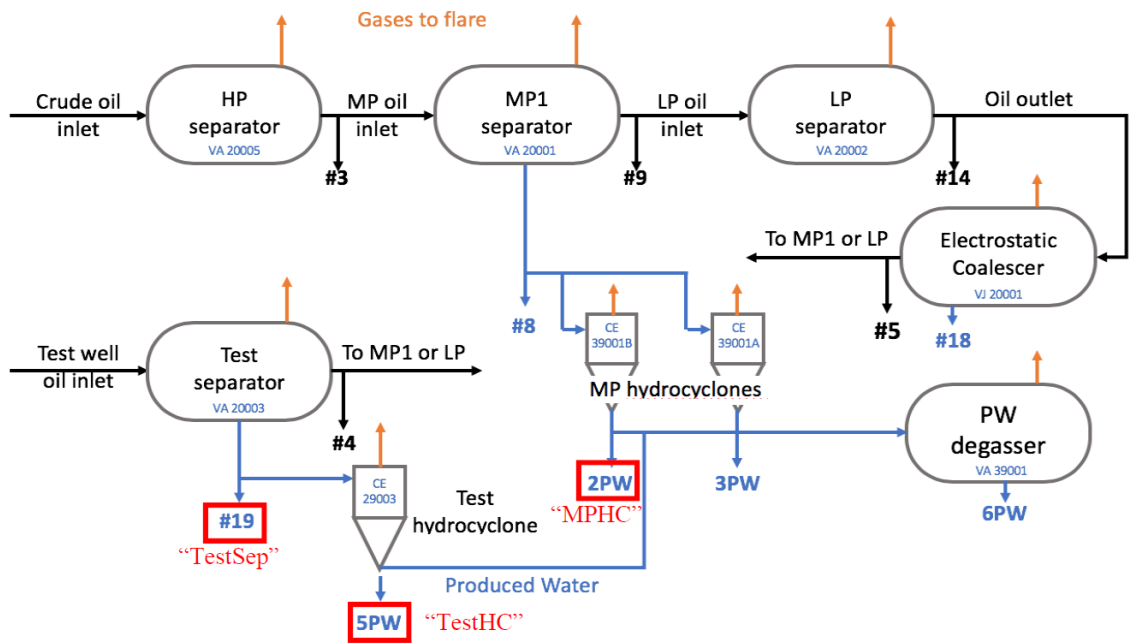 Gases to flare
Crude oil
inlet
HP
separator
VA 20005
MP oil
inlet
#3
MP1
separator
VA 20001
LP oil
inlet
#9
LP
separator
VA 20002
Oil outlet
#14
To MP1 or LP
#5
Electrostatic
Coalescer
VJ 20001
#18
#8
CE
39001B
CE
39001A
MP hydrocyclones
Test well
oil inlet
Test
separator
VA 20003
To MP1 or LP
#4
#19
“TestSep”
CE
29003
Test
hydrocyclone
2PW
“MPHC”
3PW
PW
degasser
VA 39001
6PW
Produced Water
5PW
“TestHC”